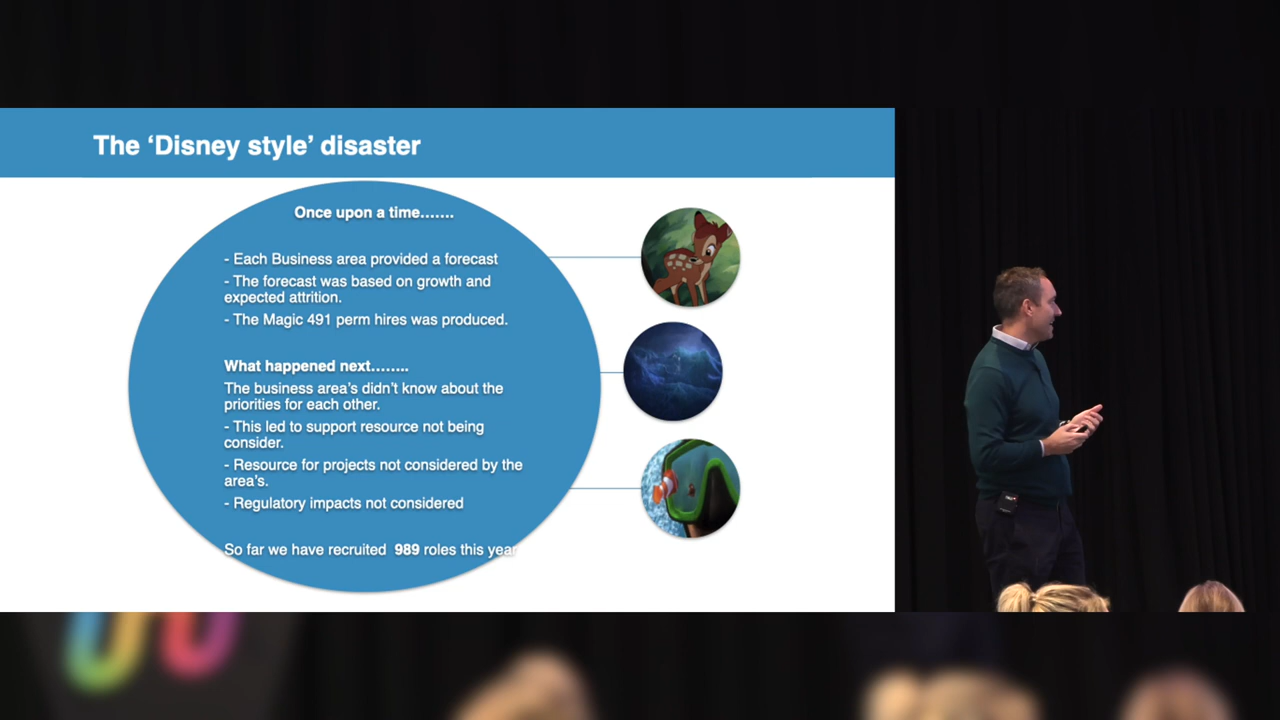 The ‘Disney style’ disaster
Once upon a time…….
- Each Business area provided a forecast
- The forecast was based on growth and
expected attrition.
- The Magic 491 perm hires was produced.
What happened next……..
The business area’s didn’t know about the
priorities for each other.
- This led to support resource not being
consider.
- Resource for projects not considered by the
area’s.
- Regulatory impacts not considered
So far we have recruited 989 roles this year